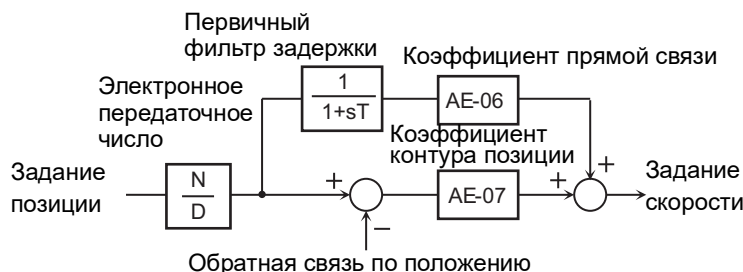 Первичный
фильтр задержки
Коэффициент прямой связи
Электронное
передаточное
число
1
1+sT
AE-06
Коэффициент
контура позиции
Задание
позиции
N
D
+
AE-07
+
+
Задание
скорости
−
Обратная связь по положению